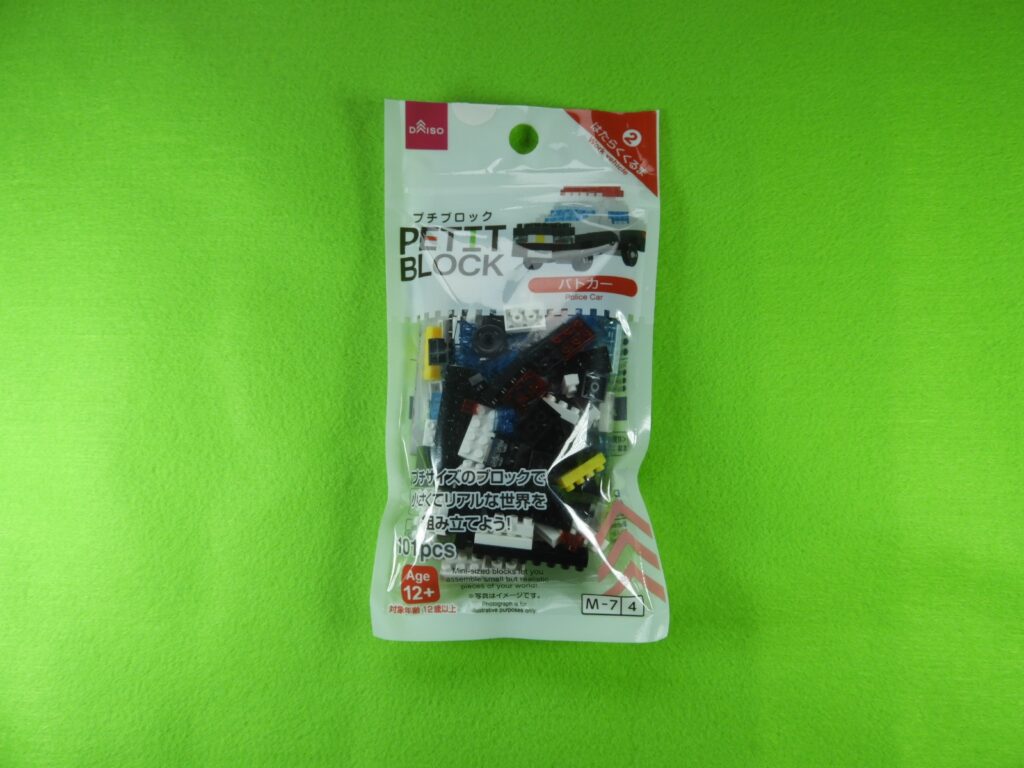 DAISO
2
はたらくくるま
Work vehicle
プチブロック
PETIT
BLOCK
パトカー
Police Car
プチサイズのブロックで、
小さくてリアルな世界を
組み立てよう!
101pcs
Mini-sized blocks let you
assemble small but realistic
pieces of your world!
Age
12+
対象年齢 12歳以上
※写真はイメージです。
Photograph is for
illustrative purposes only.
M-7 4